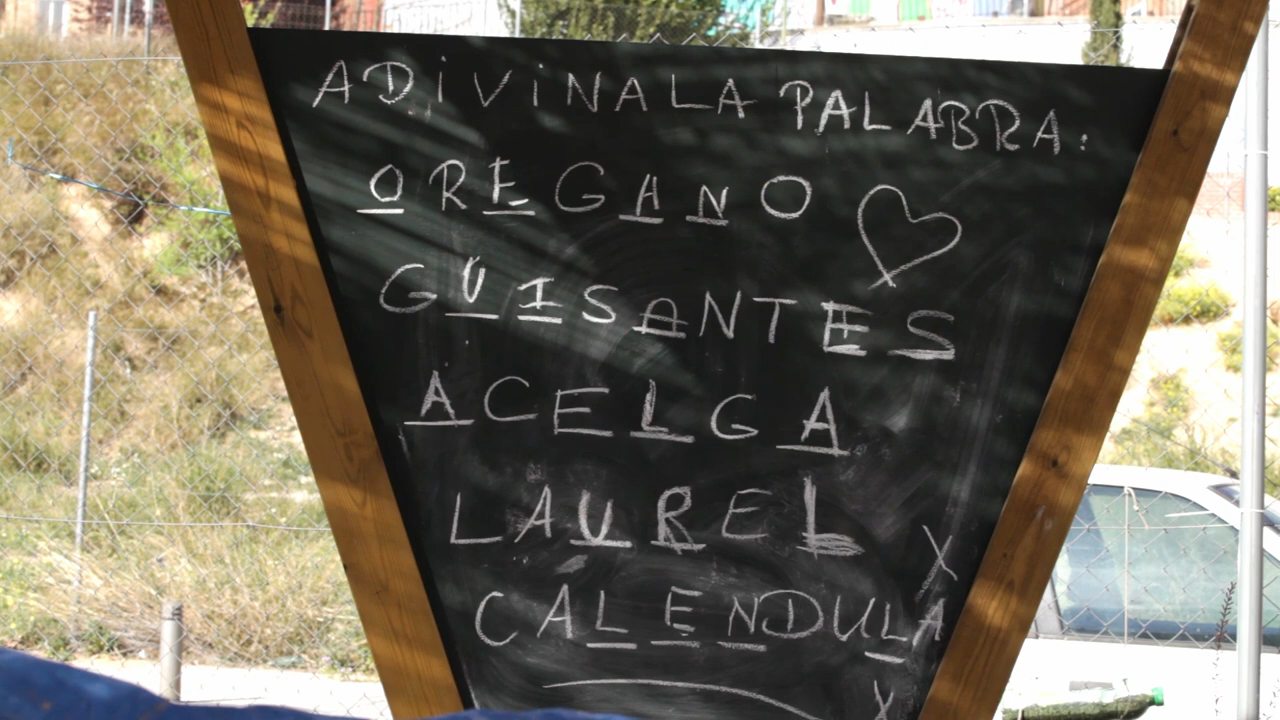 ADiViNA LA PALABRA:
OREGANO
GUISANTES
ACELGA
LAUREL
CALENDULA